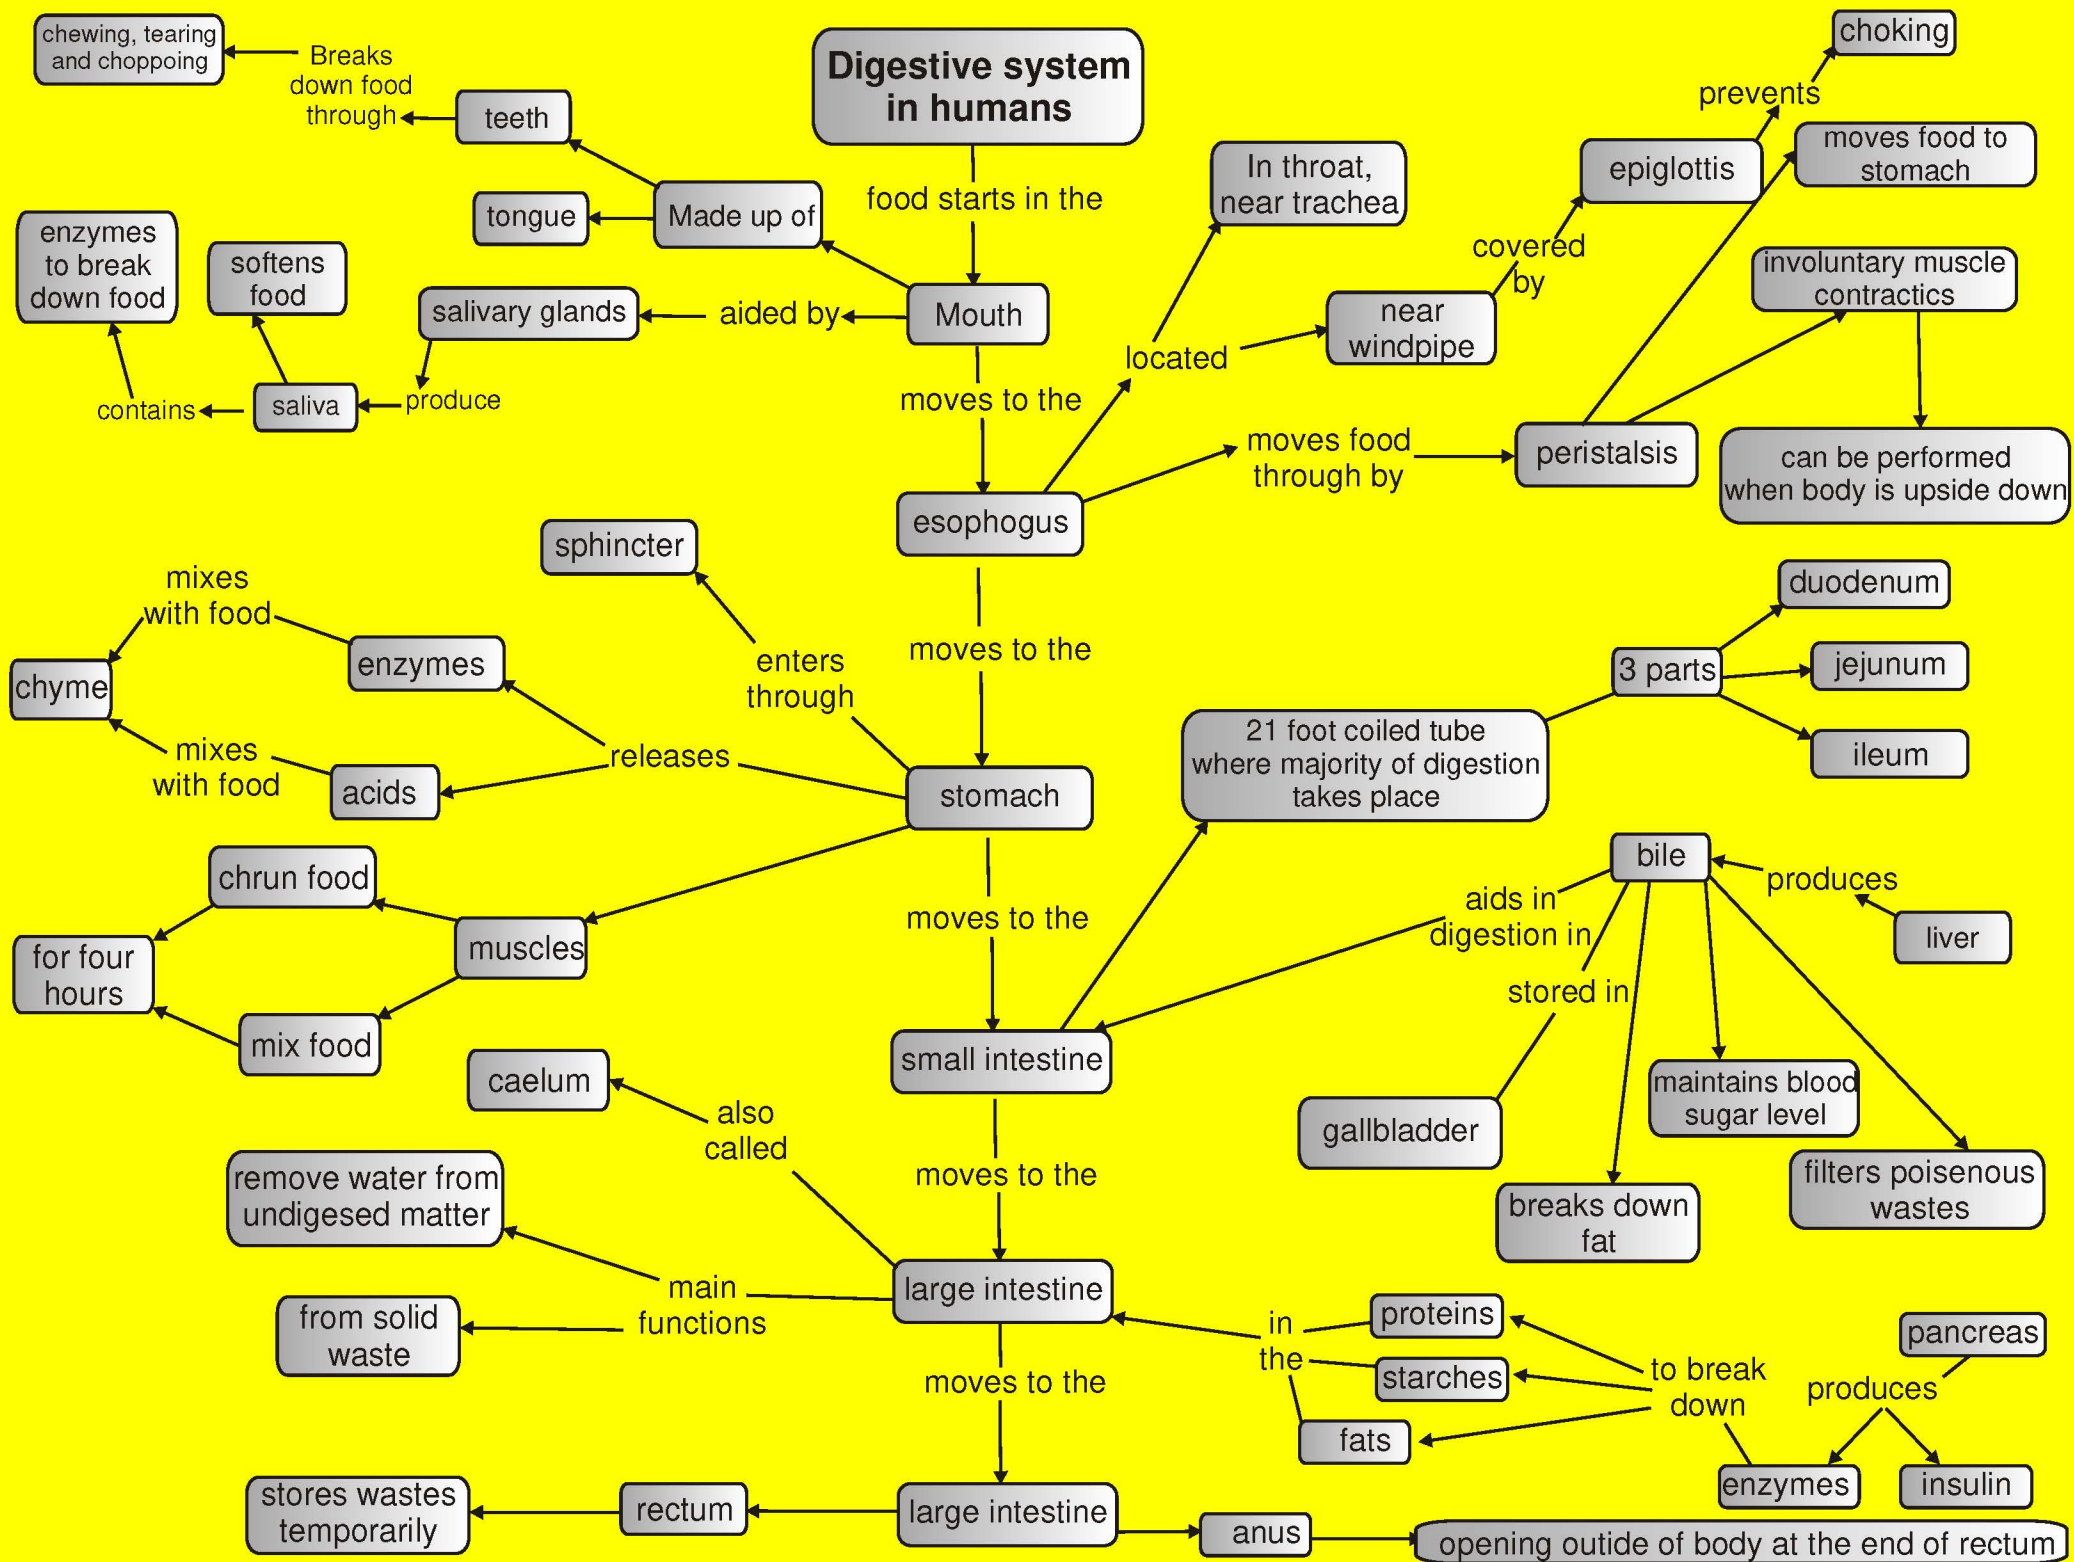 Digestive system
in humans
food starts in the
Mouth
Made up of
teeth
Breaks
down food
through
chewing, tearing
and choppoing
tongue
aided by
salivary glands
produce
saliva
softens
food
contains
enzymes
to break
down food
moves to the
esophogus
located
In throat,
near trachea
near
windpipe
covered
by
epiglottis
prevents
choking
moves food
through by
peristalsis
moves food to
stomach
involuntary muscle
contractics
can be performed
when body is upside down
moves to the
stomach
enters
through
sphincter
releases
enzymes
mixes
with food
chyme
acids
mixes
with food
muscles
chrun food
mix food
for four
hours
moves to the
small intestine
21 foot coiled tube
where majority of digestion
takes place
3 parts
duodenum
jejunum
ileum
bile
produces
liver
aids in
digestion in
stored in
gallbladder
breaks down
fat
maintains blood
sugar level
filters poisenous
wastes
moves to the
large intestine
also
called
caelum
main
functions
remove water from
undigesed matter
from solid
waste
in
the
proteins
starches
fats
to break
down
pancreas
produces
enzymes
insulin
moves to the
large intestine
rectum
stores wastes
temporarily
anus
opening outide of body at the end of rectum